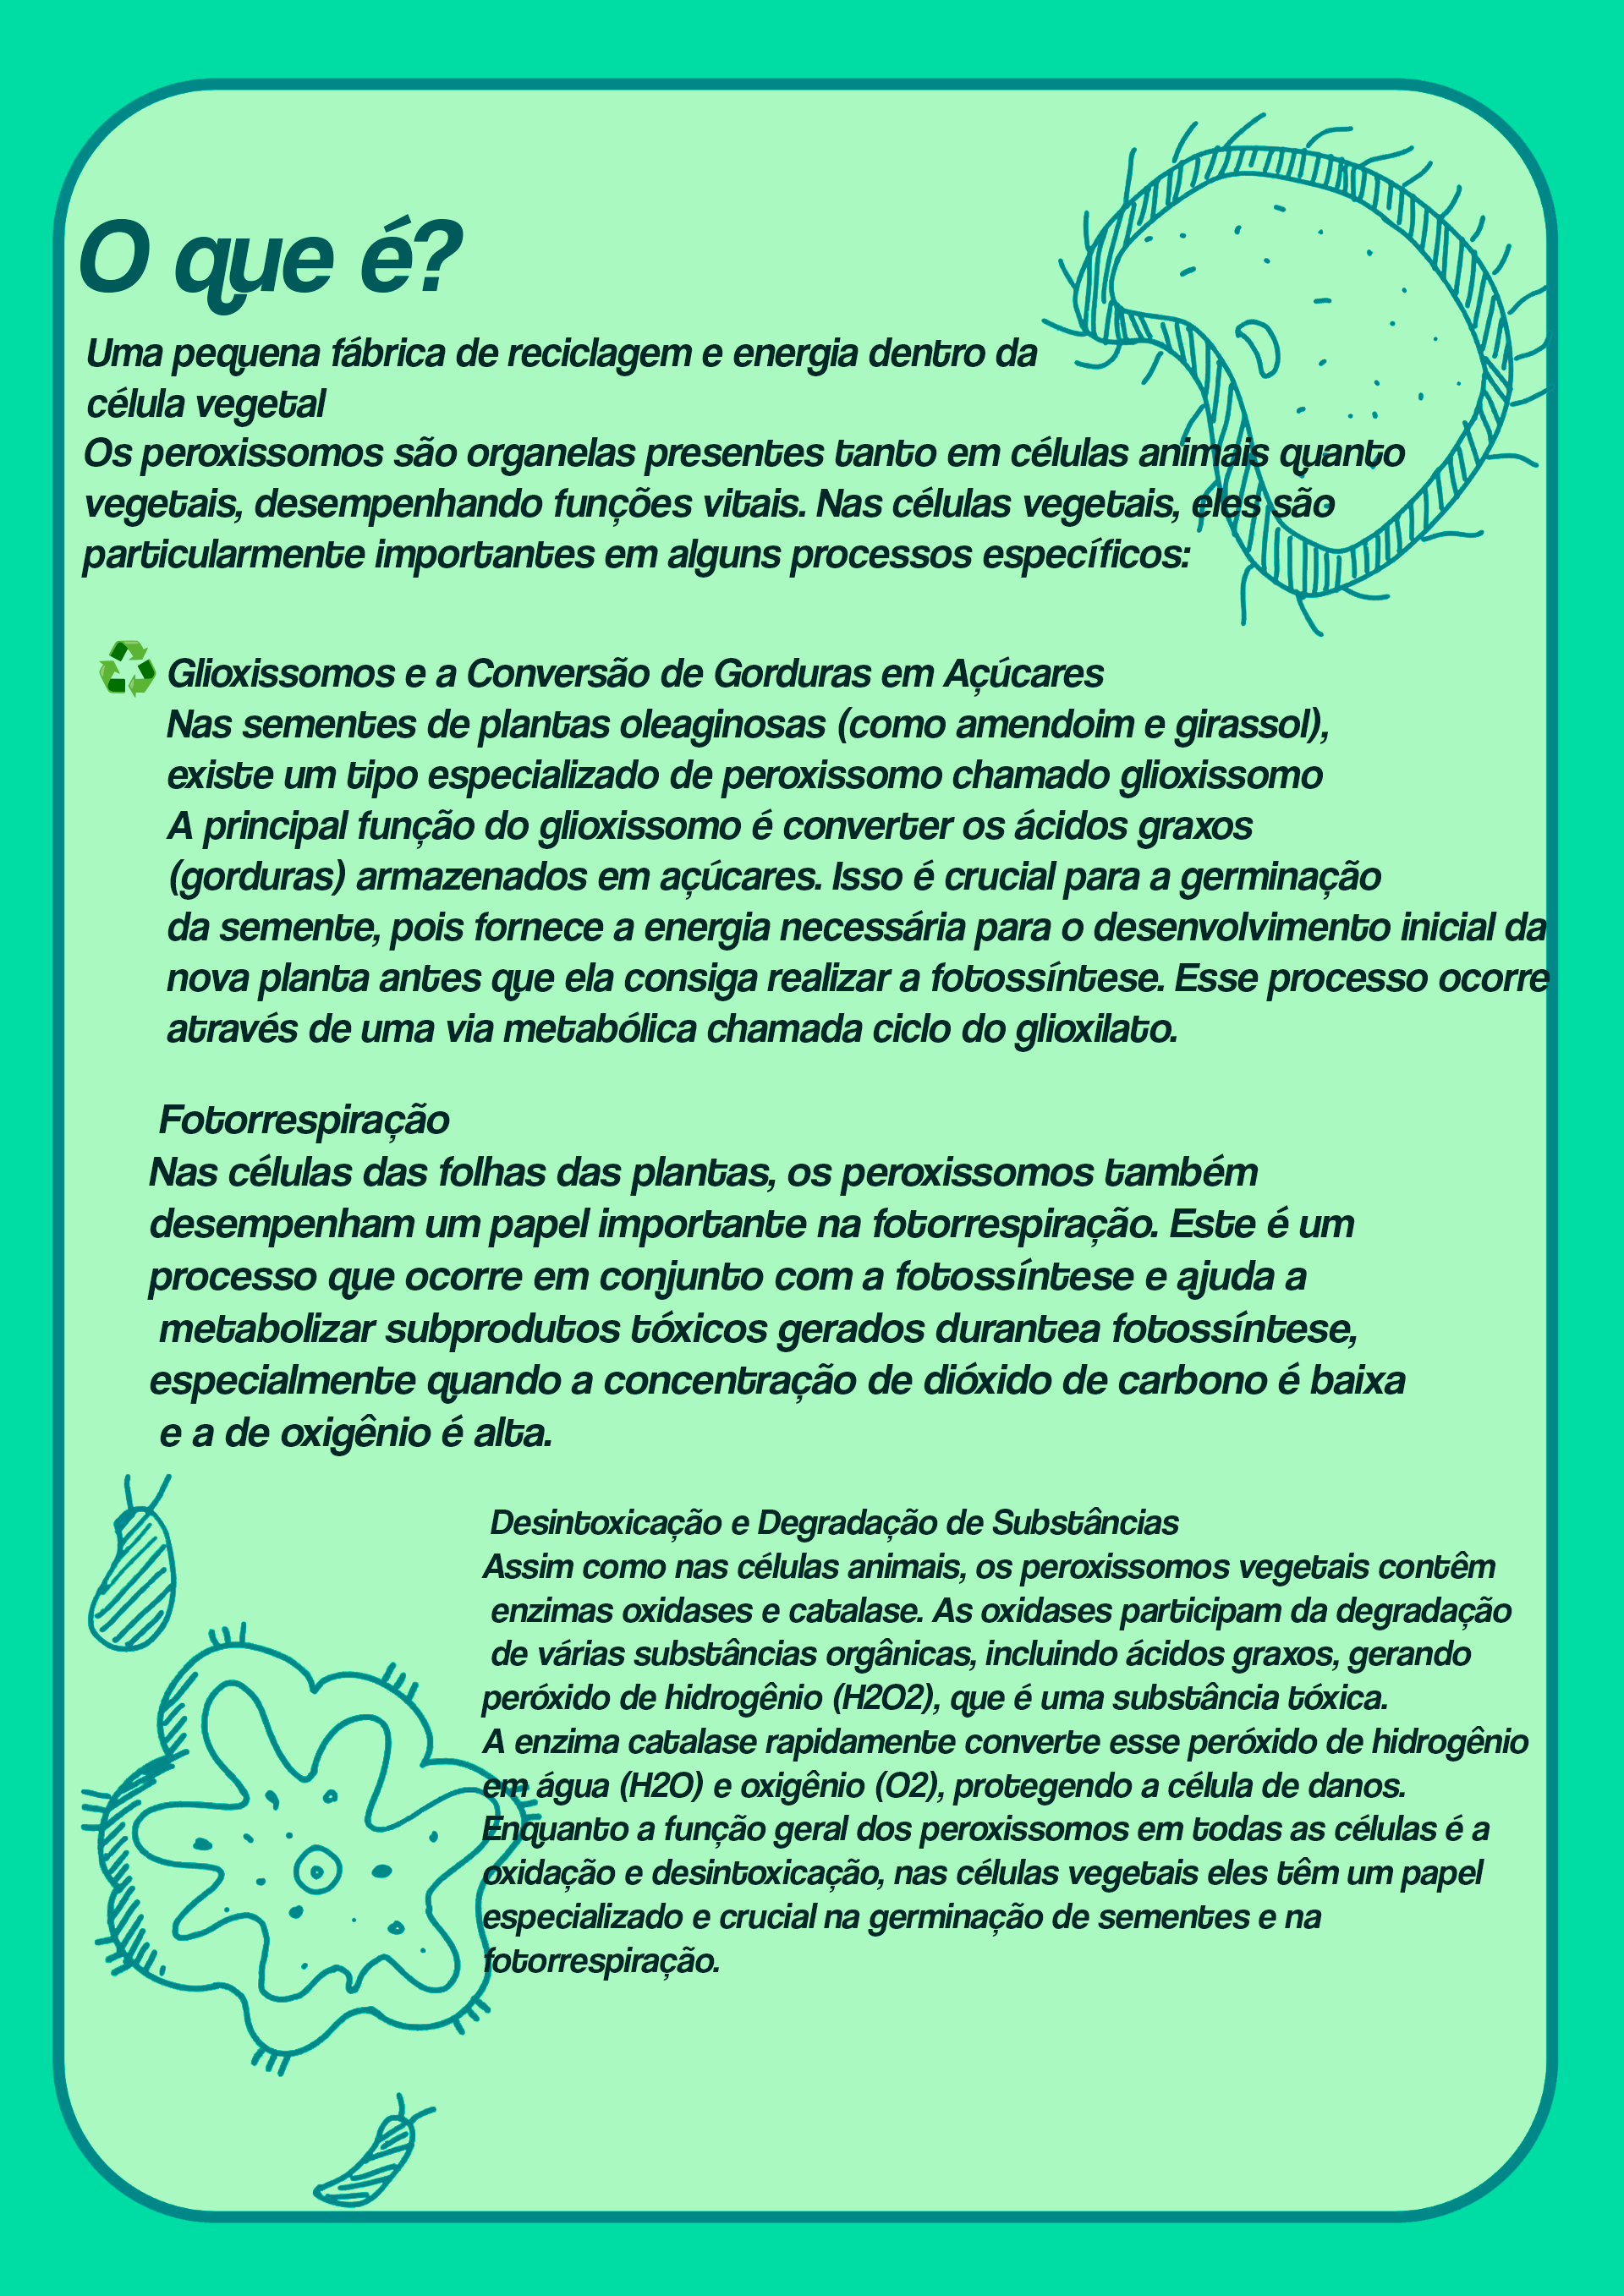 O que é?
Uma pequena fábrica de reciclagem e energia dentro da
célula vegetal
Os peroxissomos são organelas presentes tanto em células animais quanto
vegetais, desempenhando funções vitais. Nas células vegetais, eles são
particularmente importantes em alguns processos específicos:
Glioxissomos e a Conversão de Gorduras em Açúcares
Nas sementes de plantas oleaginosas (como amendoim e girassol),
existe um tipo especializado de peroxissomo chamado glioxissomo
A principal função do glioxissomo é converter os ácidos graxos
(gorduras) armazenados em açúcares. Isso é crucial para a germinação
da semente, pois fornece a energia necessária para o desenvolvimento inicial da
nova planta antes que ela consiga realizar a fotossíntese. Esse processo ocorre
através de uma via metabólica chamada ciclo do glioxilato.
Fotorrespiração
Nas células das folhas das plantas, os peroxissomos também
desempenham um papel importante na fotorrespiração. Este é um
processo que ocorre em conjunto com a fotossíntese e ajuda a
metabolizar subprodutos tóxicos gerados durantea fotossíntese,
especialmente quando a concentração de dióxido de carbono é baixa
e a de oxigênio é alta.
Desintoxicação e Degradação de Substâncias
Assim como nas células animais, os peroxissomos vegetais contêm
enzimas oxidases e catalase. As oxidases participam da degradação
de várias substâncias orgânicas, incluindo ácidos graxos, gerando
peróxido de hidrogênio (H2O2), que é uma substância tóxica.
A enzima catalase rapidamente converte esse peróxido de hidrogênio
em água (H2O) e oxigênio (O2), protegendo a célula de danos.
Enquanto a função geral dos peroxissomos em todas as células é a
oxidação e desintoxicação, nas células vegetais eles têm um papel
especializado e crucial na germinação de sementes e na
fotorrespiração.